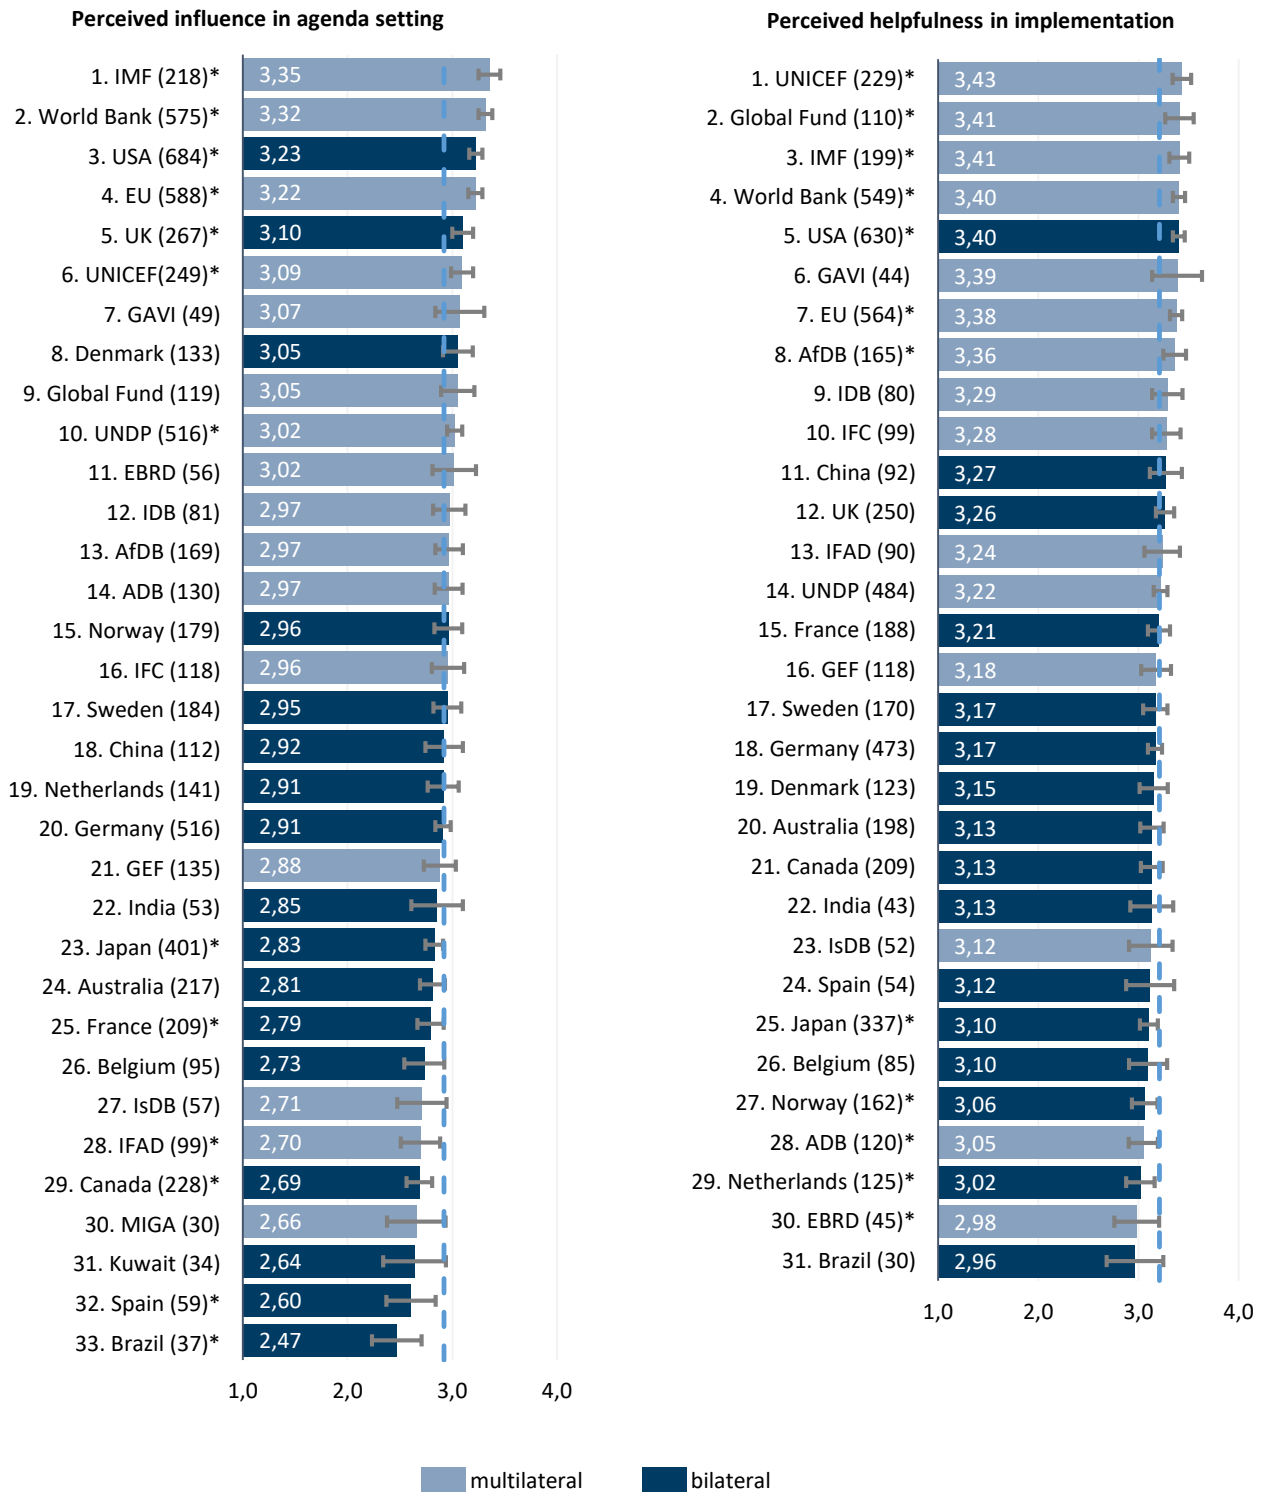 Perceived influence in agenda setting
1. IMF (218)* 3,35
2. World Bank (575)* 3,32
3. USA (684)* 3,23
4. EU (588)* 3,22
5. UK (267)* 3,10
6. UNICEF(249)* 3,09
7. GAVI (49) 3,07
8. Denmark (133) 3,05
9. Global Fund (119) 3,05
10. UNDP (516)* 3,02
11. EBRD (56) 3,02
12. IDB (81) 2,97
13. AfDB (169) 2,97
14. ADB (130) 2,97
15. Norway (179) 2,96
16. IFC (118) 2,96
17. Sweden (184) 2,95
18. China (112) 2,92
19. Netherlands (141) 2,91
20. Germany (516) 2,91
21. GEF (135) 2,88
22. India (53) 2,85
23. Japan (401)* 2,83
24. Australia (217) 2,81
25. France (209)* 2,79
26. Belgium (95) 2,73
27. IsDB (57) 2,71
28. IFAD (99)* 2,70
29. Canada (228)* 2,69
30. MIGA (30) 2,66
31. Kuwait (34) 2,64
32. Spain (59)* 2,60
33. Brazil (37)* 2,47
1,0 2,0 3,0 4,0
Perceived helpfulness in implementation
1. UNICEF (229)* 3,43
2. Global Fund (110)* 3,41
3. IMF (199)* 3,41
4. World Bank (549)* 3,40
5. USA (630)* 3,40
6. GAVI (44) 3,39
7. EU (564)* 3,38
8. AfDB (165)* 3,36
9. IDB (80) 3,29
10. IFC (99) 3,28
11. China (92) 3,27
12. UK (250) 3,26
13. IFAD (90) 3,24
14. UNDP (484) 3,22
15. France (188) 3,21
16. GEF (118) 3,18
17. Sweden (170) 3,17
18. Germany (473) 3,17
19. Denmark (123) 3,15
20. Australia (198) 3,13
21. Canada (209) 3,13
22. India (43) 3,13
23. IsDB (52) 3,12
24. Spain (54) 3,12
25. Japan (337)* 3,10
26. Belgium (85) 3,10
27. Norway (162)* 3,06
28. ADB (120)* 3,05
29. Netherlands (125)* 3,02
30. EBRD (45)* 2,98
31. Brazil (30) 2,96
1,0 2,0 3,0 4,0
multilateral bilateral